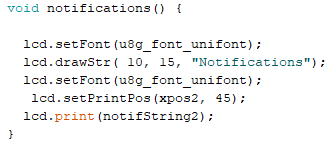 void notifications() {
lcd.setFont(u8g_font_unifont);
lcd.drawStr( 10, 15, "Notifications");
lcd.setFont(u8g_font_unifont);
lcd.setPrintPos(xpos2, 45);
lcd.print(notifString2);
}